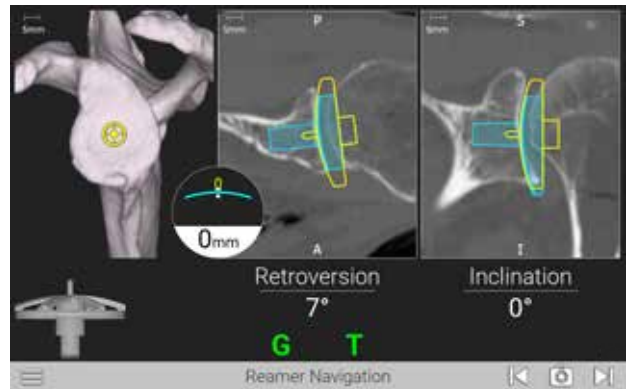 5mm
5mm
P
5mm
S
0mm
A
I
Retroversion
Inclination
7°
0°
G T
Reamer Navigation